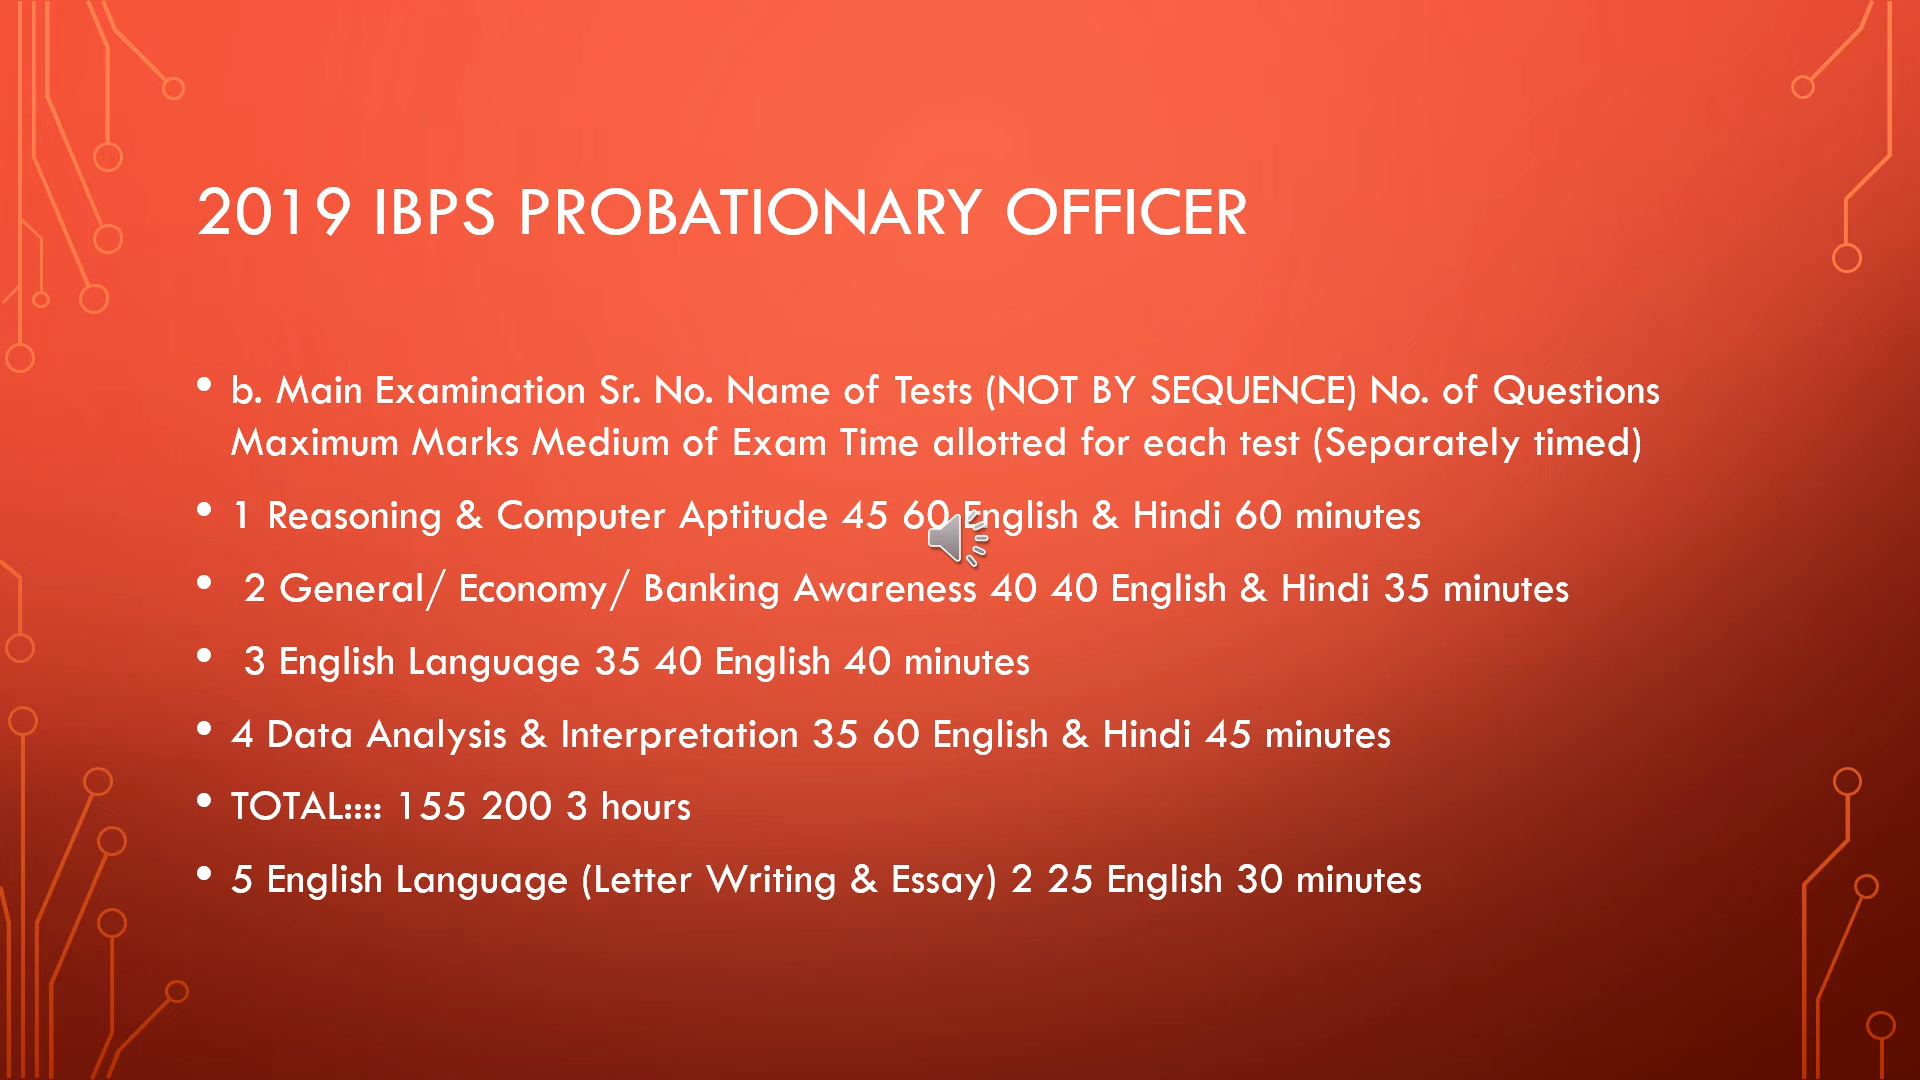 2019 IBPS PROBATIONARY OFFICER
• b. Main Examination Sr. No. Name of Tests (NOT BY SEQUENCE) No. of Questions
Maximum Marks Medium of Exam Time allotted for each test (Separately timed)
• 1 Reasoning & Computer Aptitude 45 60 English & Hindi 60 minutes
• 2 General/ Economy/ Banking Awareness 40 40 English & Hindi 35 minutes
• 3 English Language 35 40 English 40 minutes
• 4 Data Analysis & Interpretation 35 60 English & Hindi 45 minutes
• TOTAL:::: 155 200 3 hours
• 5 English Language (Letter Writing & Essay) 2 25 English 30 minutes